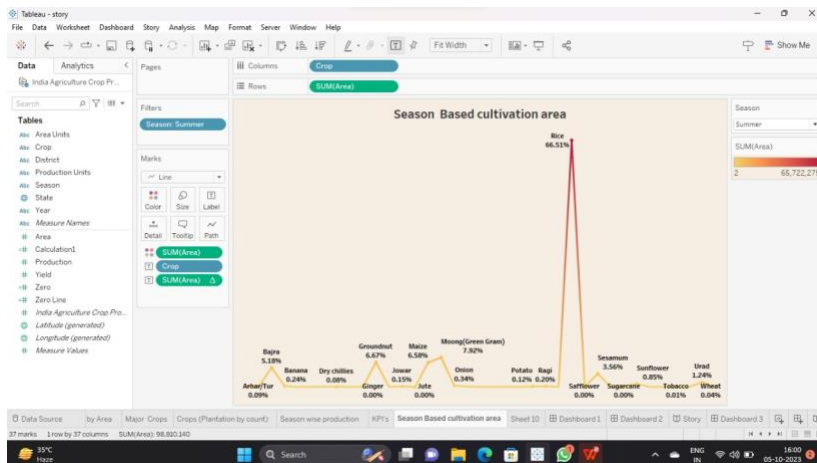 Tableau - story
File Data Worksheet Dashboard Story Analysis Map Format Server Window Help
Fit Width
Show Me
Data Analytics
India Agriculture Crop Pr...
Search
Tables
Abc Area Units
Abc Crop
Abc District
Abc Production Units
Abc Season
State
Abc Year
Abc Measure Names
# Area
=# Calculation1
# Production
# Yield
=# Zero
=# Zero Line
# India Agriculture Crop Pro...
Latitude (generated)
Longitude (generated)
# Measure Values
Pages
Filters
Season: Summer
Marks
Line
Color Size Label
Detail Tooltip Path
SUM(Area)
Crop
SUM(Area) Δ
Columns Crop
Rows SUM(Area)
Season Based cultivation area
Rice
66.51%
Bajra
5.18%
Banana
0.24%
Arhar/Tur
0.09%
Dry chillies
0.08%
Groundnut
6.67%
Ginger
0.00%
Jowar
0.15%
Maize
6.58%
Jute
0.00%
Moong(Green Gram)
7.92%
Onion
0.34%
Potato
0.12%
Ragi
0.20%
Safflower
0.00%
Sesamum
3.56%
Sugarcane
0.00%
Sunflower
0.85%
Tobacco
0.01%
Urad
1.24%
Wheat
0.04%
Season
Summer
SUM(Area)
2 65,722,27
Data Source by Area Major Crops Crops (Plantation by count) Season wise production KPI's Season Based cultivation area Sheet 10 Dashboard 1 Dashboard 2 Story Dashboard 3
37 marks 1 row by 37 columns SUM(Area): 98,810,140
35°C
Haze
Search
ENG
IN
16:00
05-10-2023